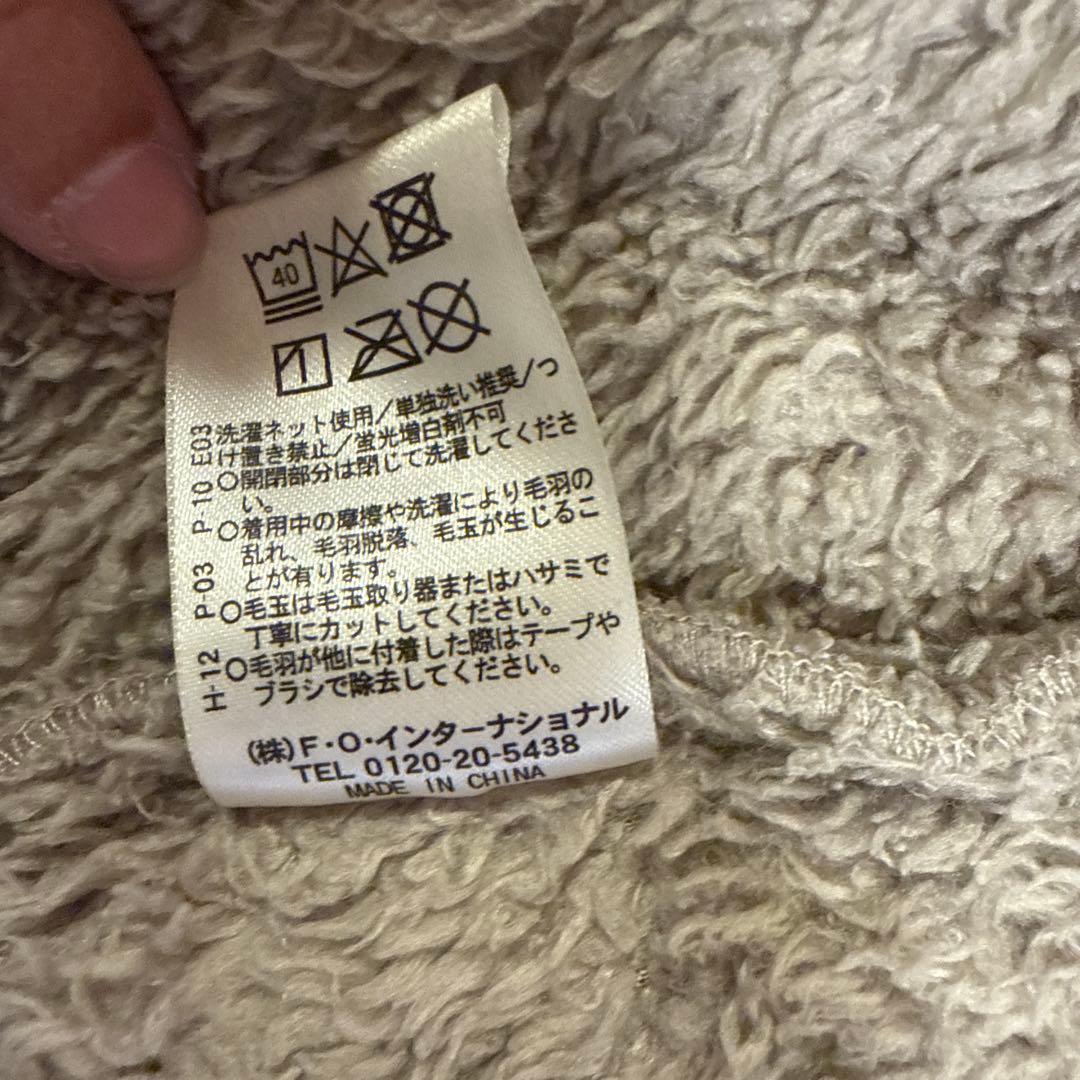 40
E03 洗濯ネット使用/単独洗い推奨/つ
け置き禁止/蛍光増白剤不可
P-10 ○開閉部分は閉じて洗濯してくださ
い。
P-03 ○着用中の摩擦や洗濯により毛羽の
乱れ、毛羽脱落、毛玉が生じるこ
とが有ります。
H-12 ○毛玉は毛玉取り器またはハサミで
丁寧にカットしてください。
○毛羽が他に付着した際はテープや
ブラシで除去してください。
(株)F・O・インターナショナル
TEL 0120-20-5438
MADE IN CHINA